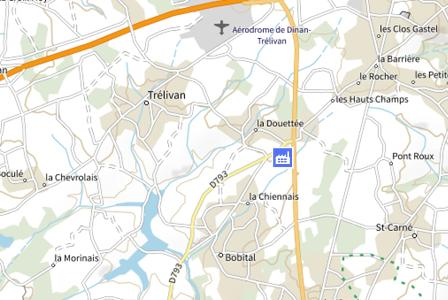 les Clos Gastel
Aérodrome de Dinan-
Trélivan
la Barrière
le Rocher
les Petite
Trélivan
les Hauts Champs
la Douettée
Pont Roux
la Chevrolais
D793
la Chiennais
St-Carné
Bobital
la Morinais
D793